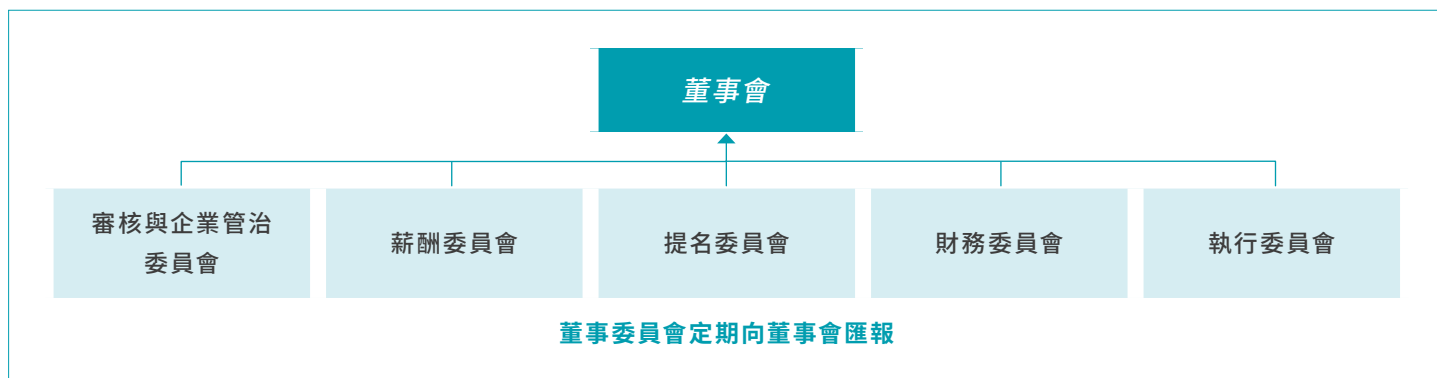 董事會
審核與企業管治
委員會
薪酬委員會
提名委員會
財務委員會
執行委員會
董事委員會定期向董事會匯報